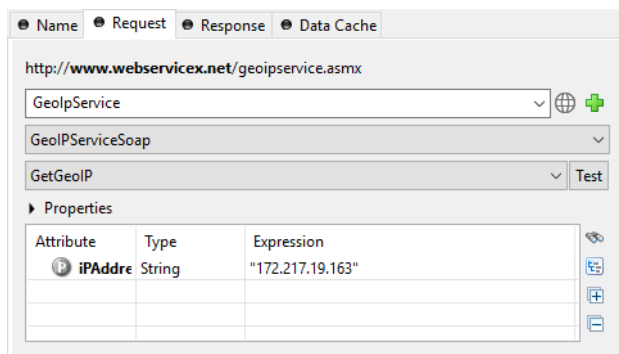 Name Request Response Data Cache
http://www.webservicex.net/geoipservice.asmx
GeoIpService
GeoIPServiceSoap
GetGeoIP Test
Properties
Attribute Type Expression
P iPAddre String "172.217.19.163"